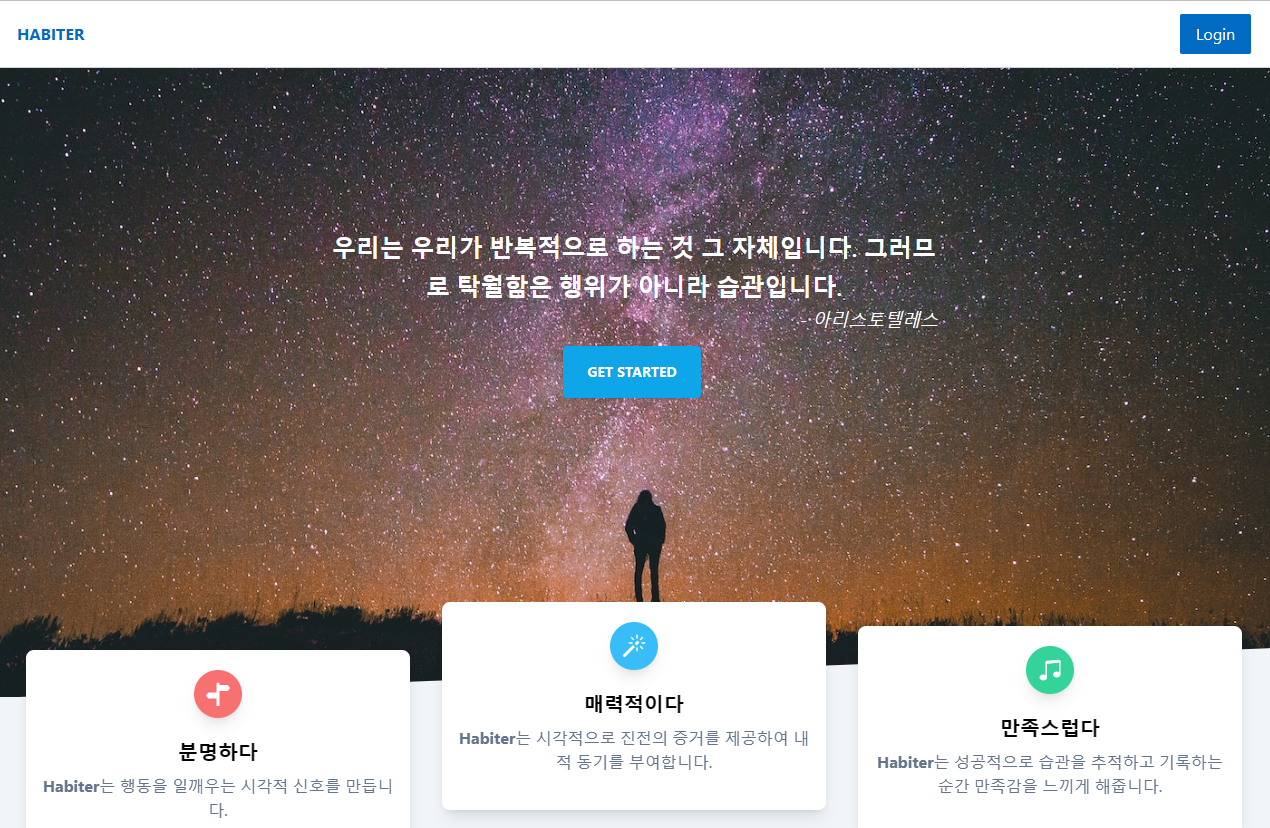 HABITER
Login
우리는 우리가 반복적으로 하는 것 그 자체입니다. 그러므
로 탁월함은 행위가 아니라 습관입니다.
- 아리스토텔레스
GET STARTED
분명하다
Habiter는 행동을 일깨우는 시각적 신호를 만듭니
다.
매력적이다
Habiter는 시각적으로 진전의 증거를 제공하여 내
적 동기를 부여합니다.
만족스럽다
Habiter는 성공적으로 습관을 추적하고 기록하는
순간 만족감을 느끼게 해줍니다.